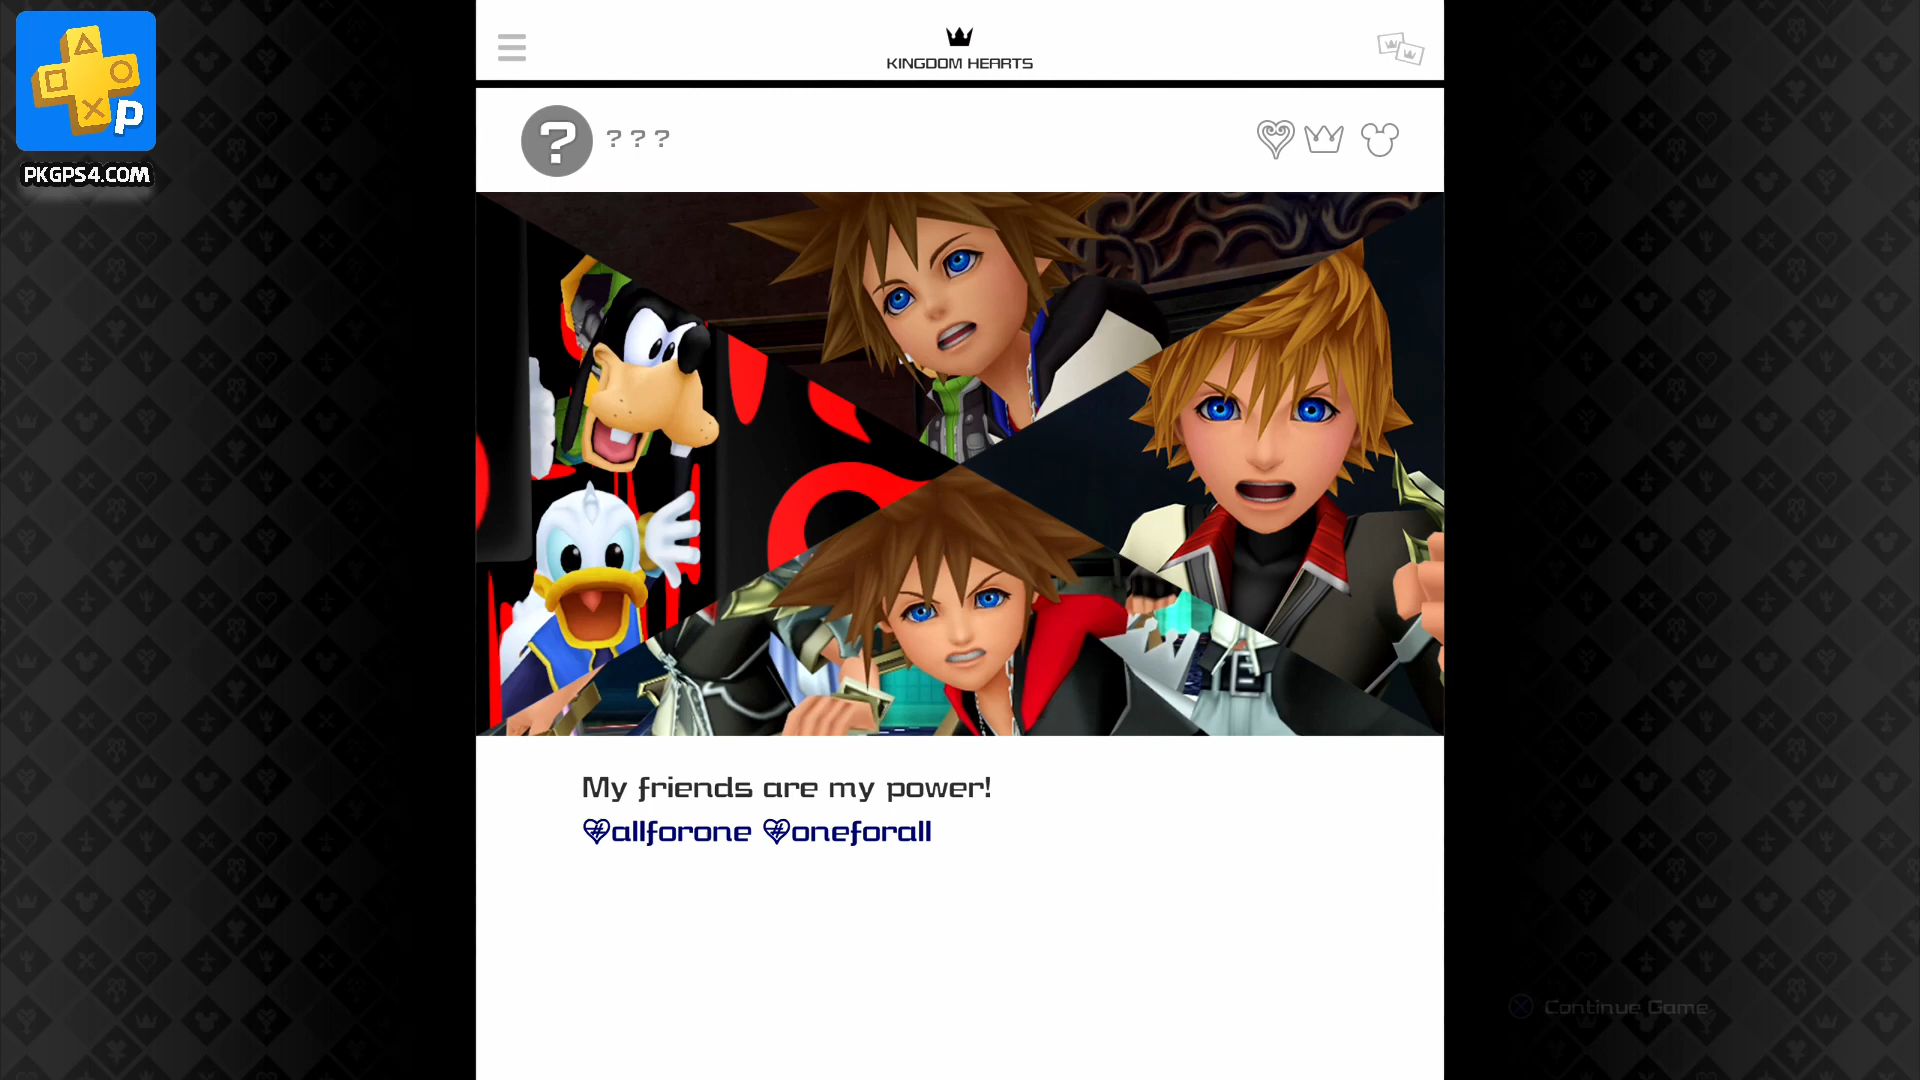 PKGPS4.COM
KINGDOM HEARTS
? ? ? ?
My friends are my power!
#allforone #oneforall
Continue Game